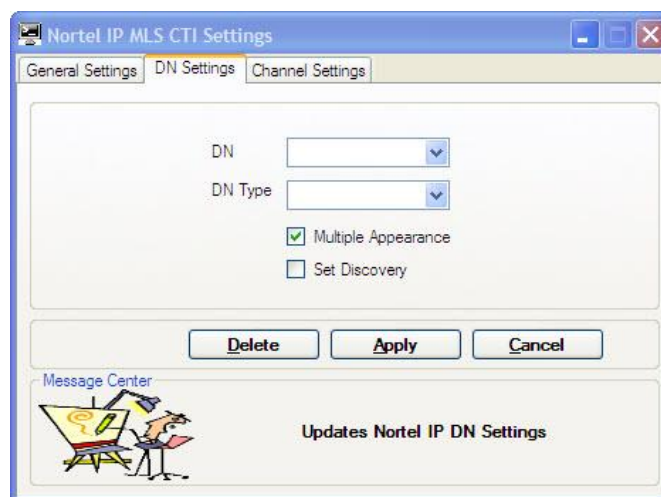 Nortel IP MLS CTI Settings
General Settings DN Settings Channel Settings
DN
DN Type
Multiple Appearance
Set Discovery
Delete Apply Cancel
Message Center
Updates Nortel IP DN Settings